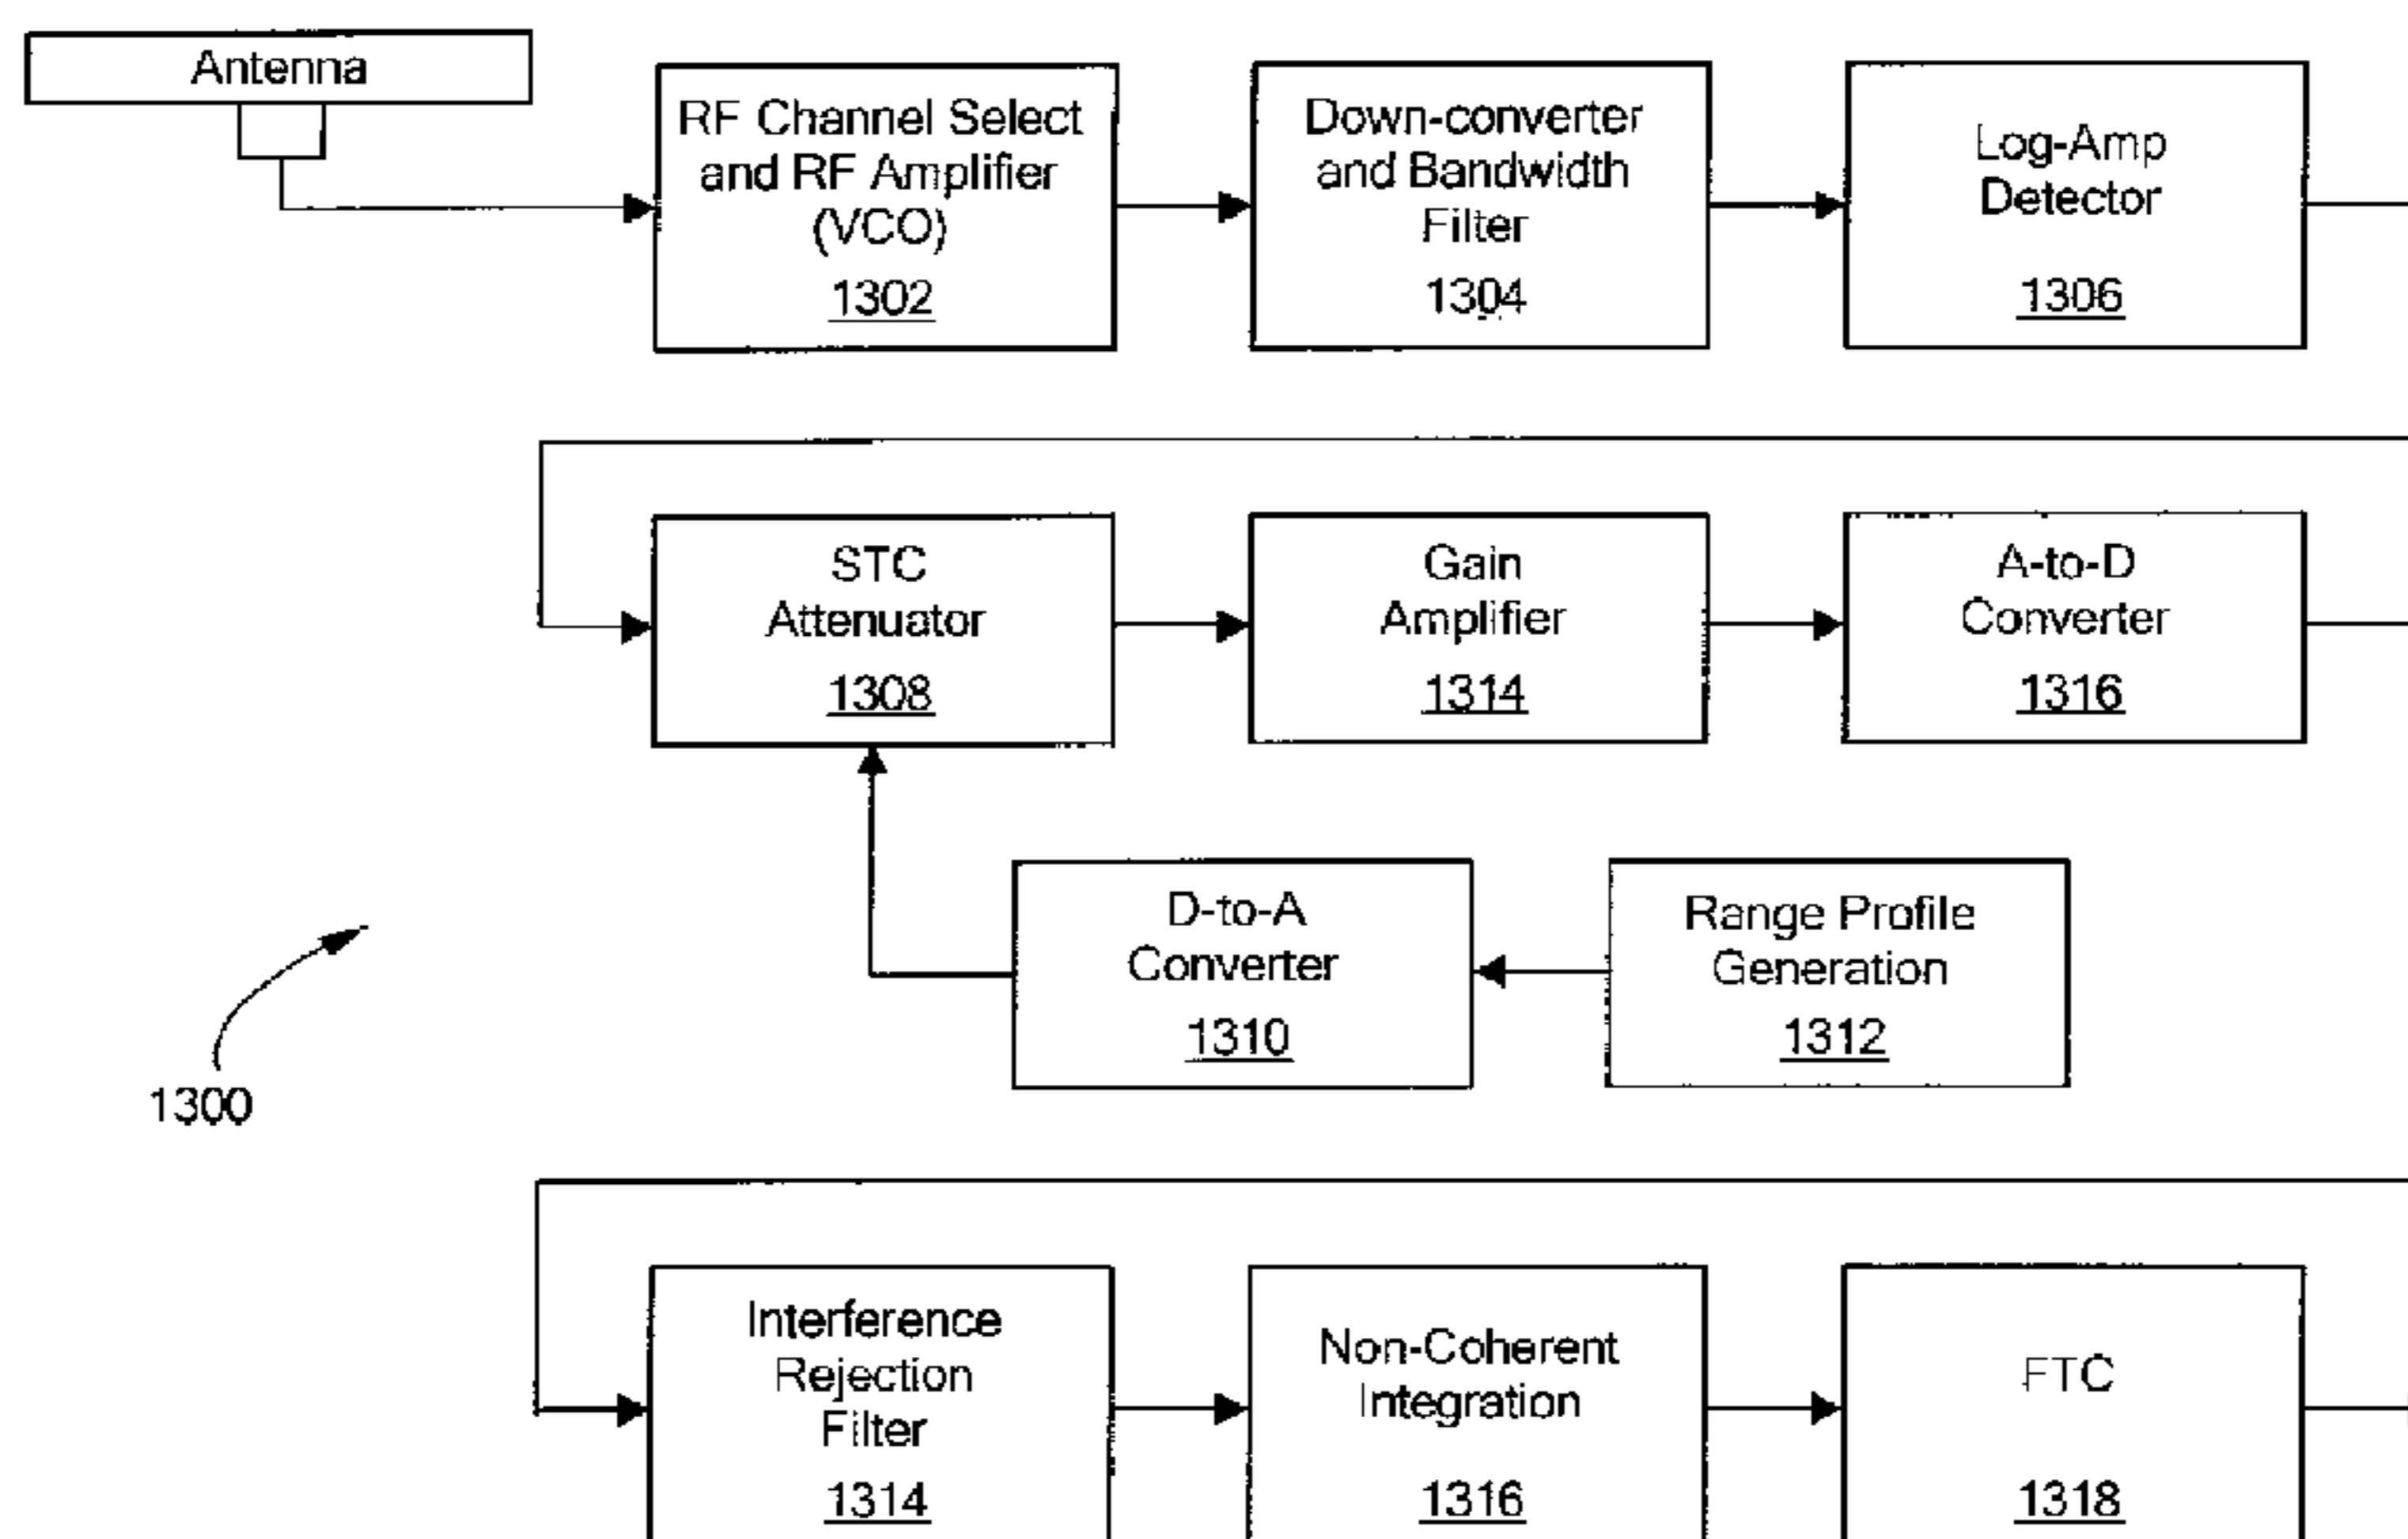 Antenna
RF Channel Select
and RF Amplifier
(VCO)
1302
Down-converter
and Bandwidth
Filter
1304
Log-Amp
Detector
1306
STC
Attenuator
1308
Gain
Amplifier
1314
A-to-D
Converter
1316
D-to-A
Converter
1310
Range Profile
Generation
1312
1300
Interference
Rejection
Filter
1314
Non-Coherent
Integration
1316
FTC
1318